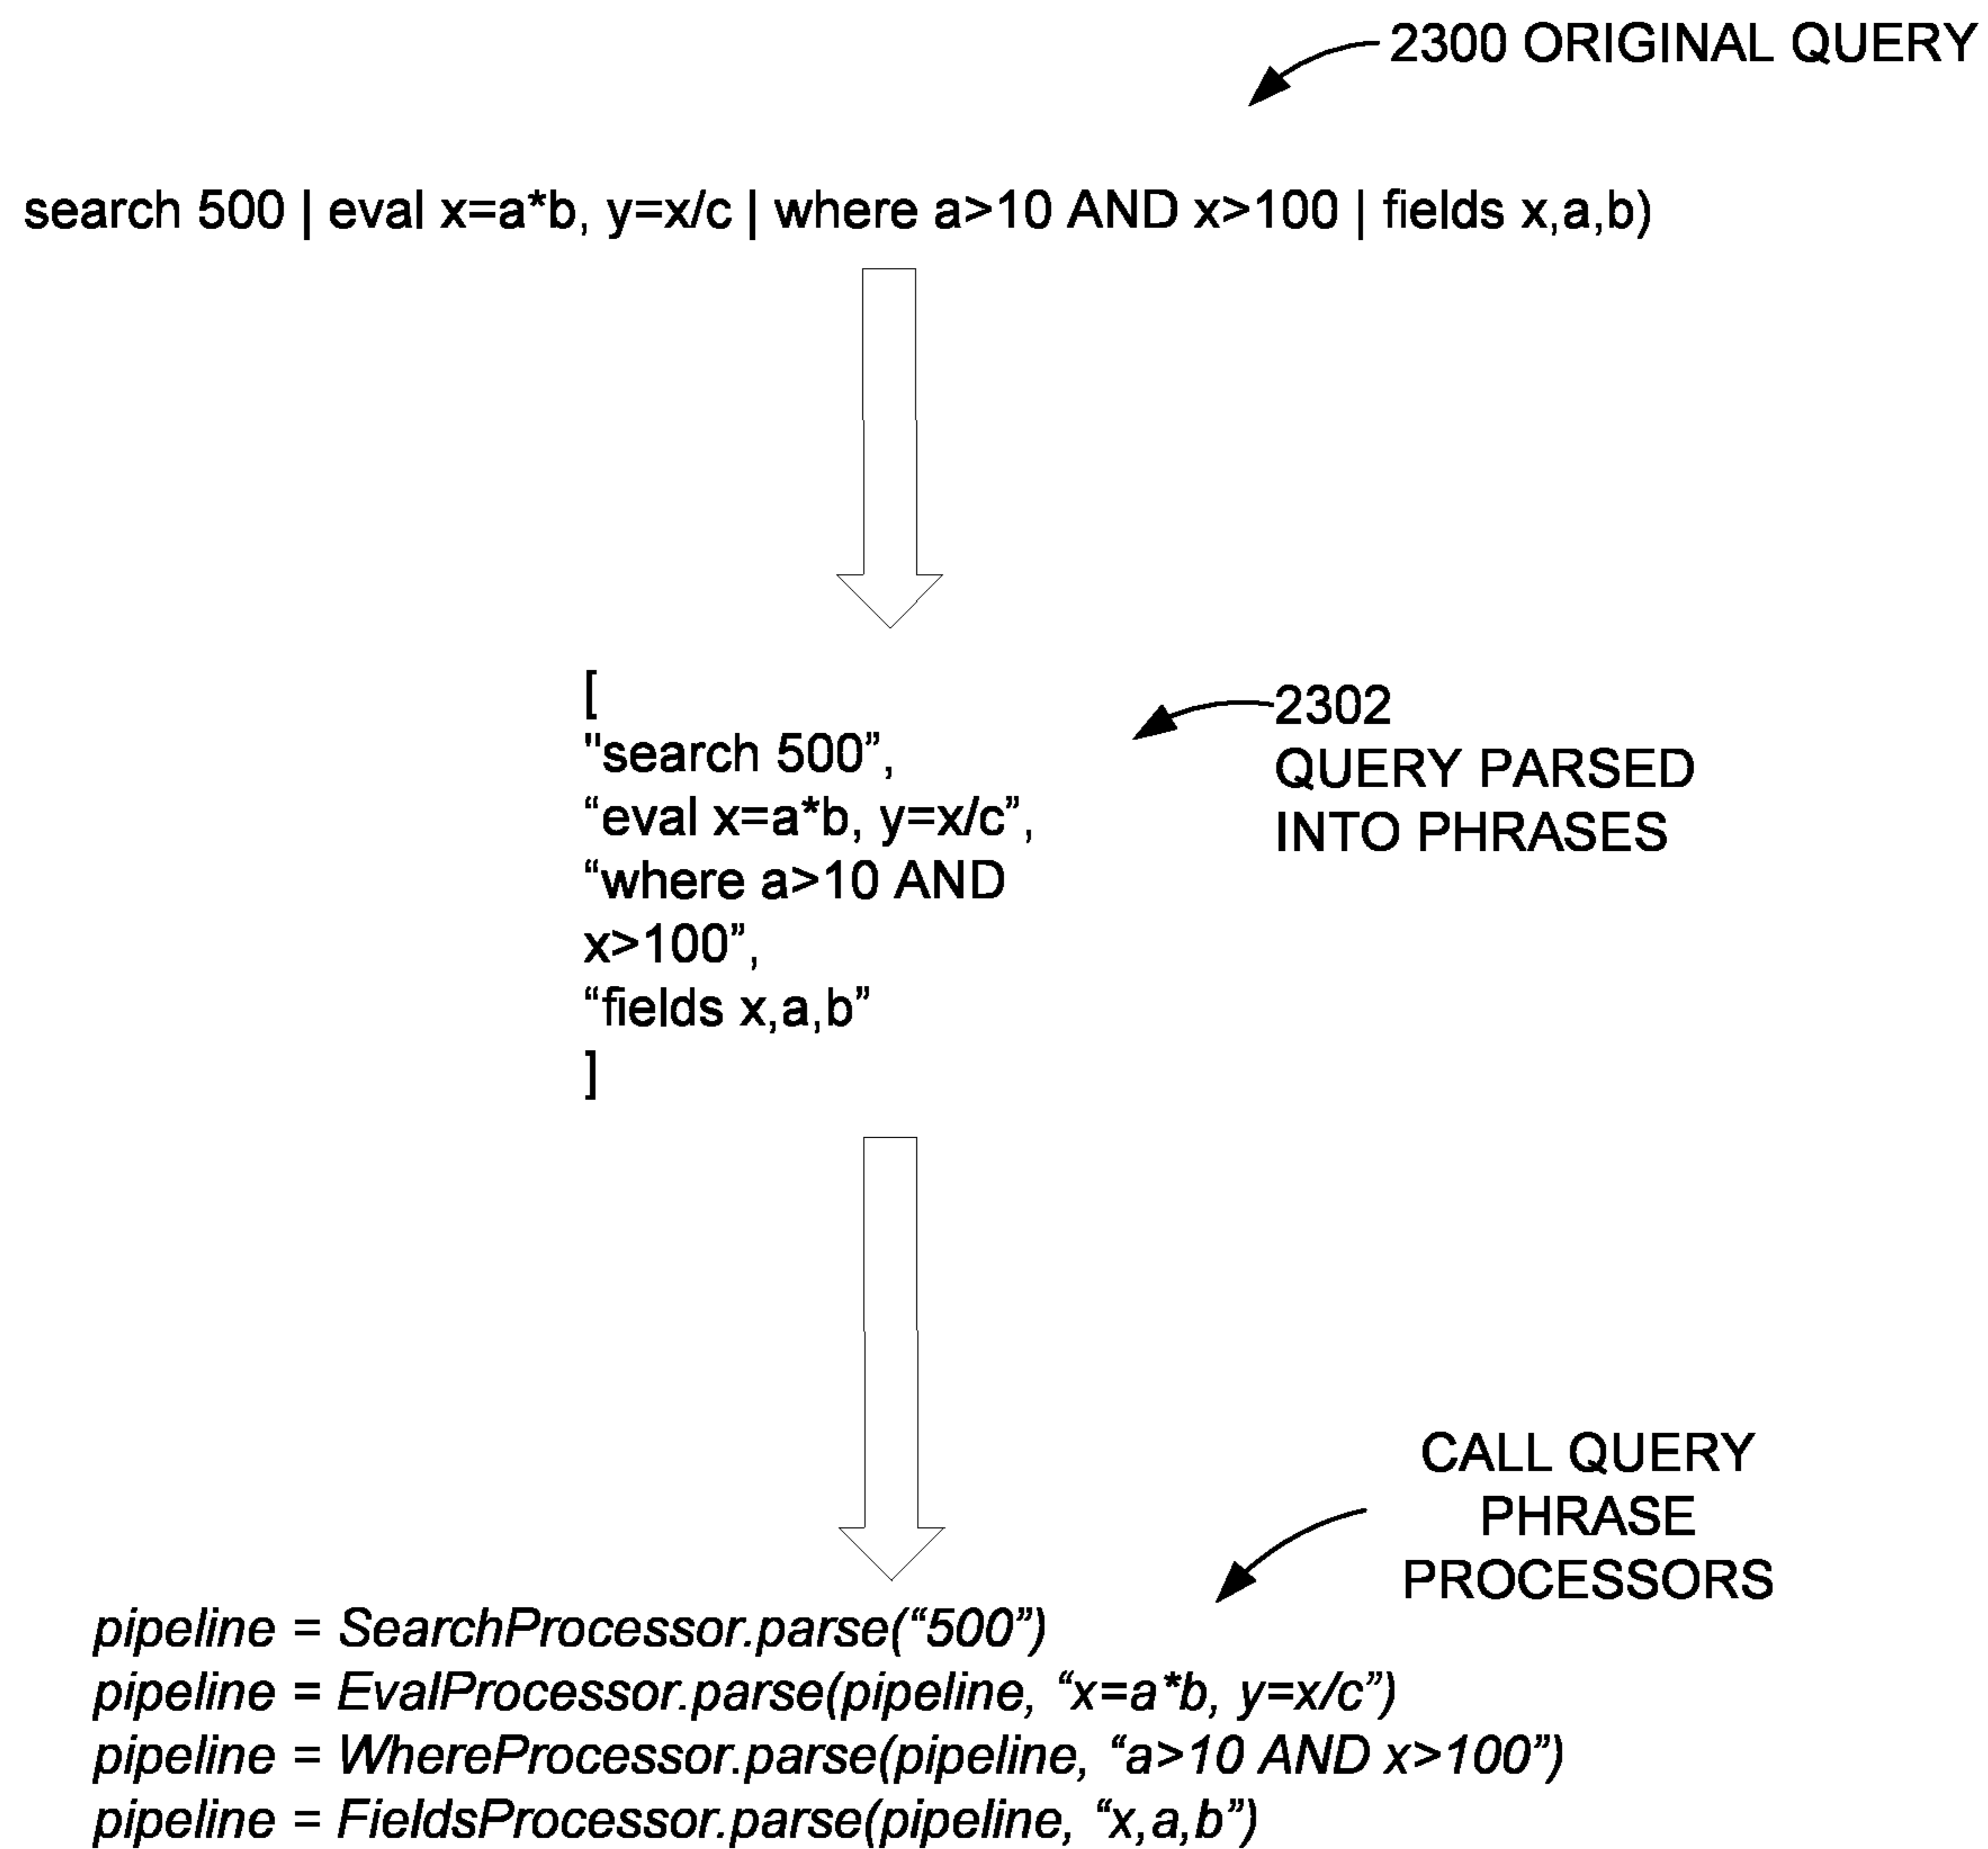 2300 ORIGINAL QUERY
search 500 | eval x=a*b, y=x/c | where a>10 AND x>100 | fields x,a,b)
[
"search 500”,
“eval x=a*b, y=x/c”,
“where a>10 AND
x>100”,
“fields x,a,b”
]
2302
QUERY PARSED
INTO PHRASES
CALL QUERY
PHRASE
PROCESSORS
pipeline = SearchProcessor.parse(“500”)
pipeline = EvalProcessor.parse(pipeline, “x=a*b, y=x/c”)
pipeline = WhereProcessor.parse(pipeline, “a>10 AND x>100”)
pipeline = FieldsProcessor.parse(pipeline, “x,a,b”)